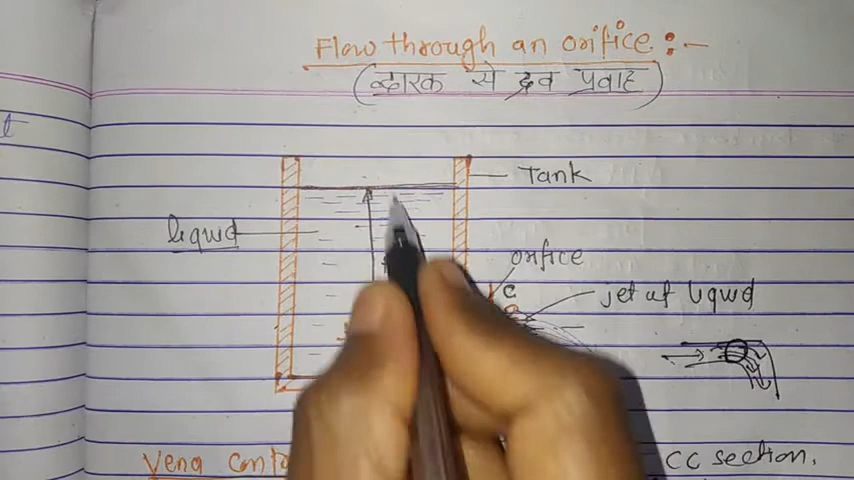 Flow through an orifice :-
(द्वारक से द्रव प्रवाह)
Tank
liquid
orifice
C
jet of liquid
Vena
CC section.